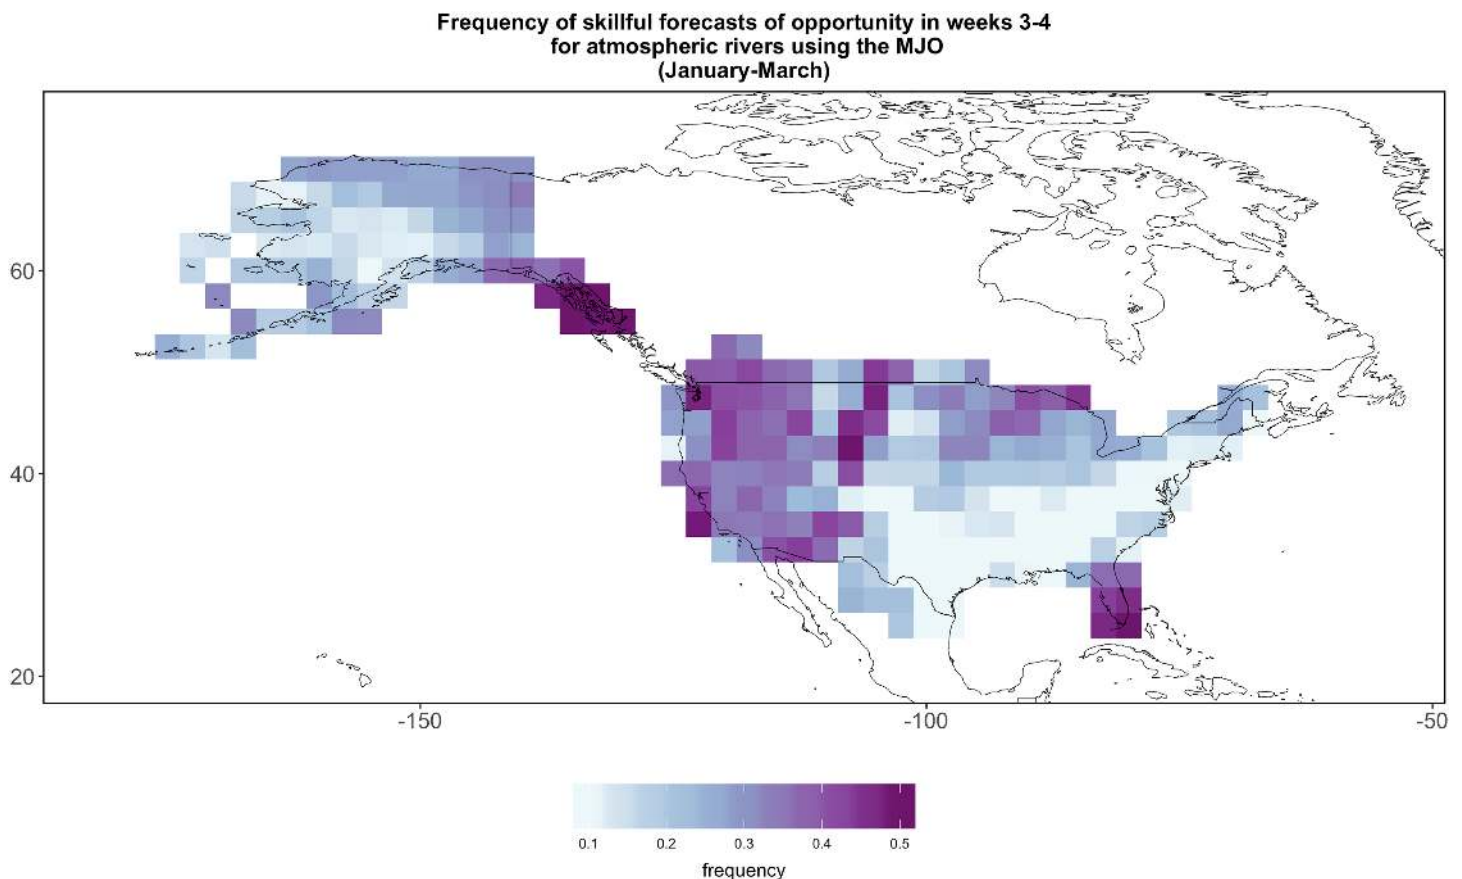 Frequency of skillful forecasts of opportunity in weeks 3-4
for atmospheric rivers using the MJO
(January-March)
60
40
20
-150 -100 -50
0.1 0.2 0.3 0.4 0.5
frequency